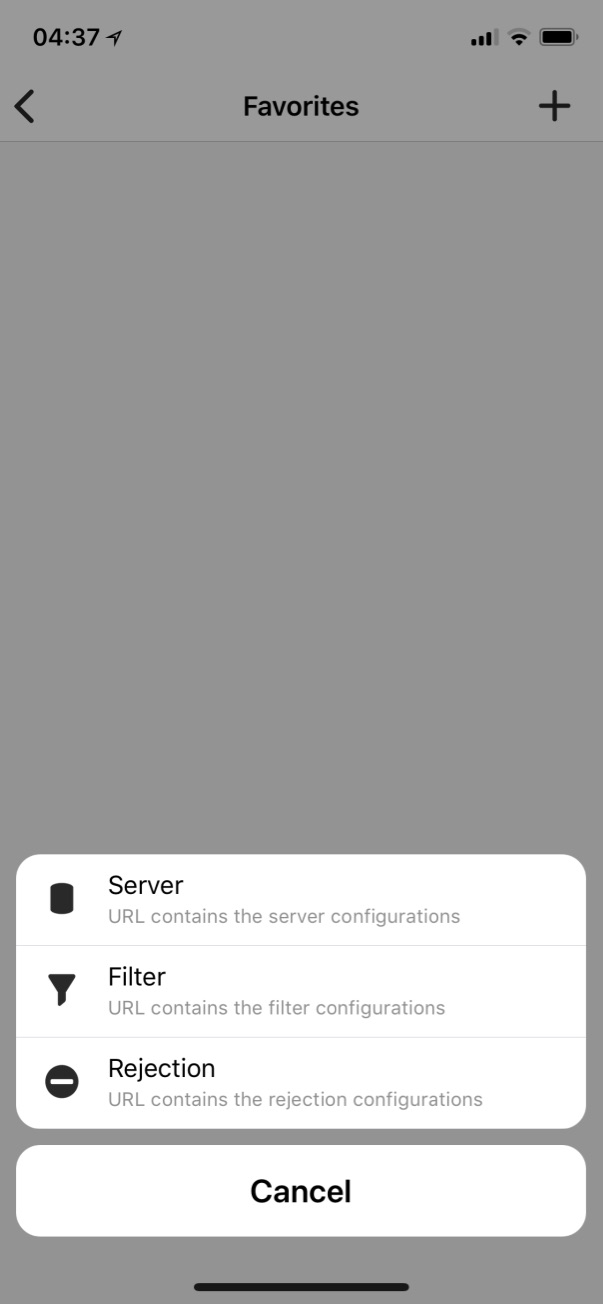 04:37
Favorites
Server
URL contains the server configurations
Filter
URL contains the filter configurations
Rejection
URL contains the rejection configurations
Cancel